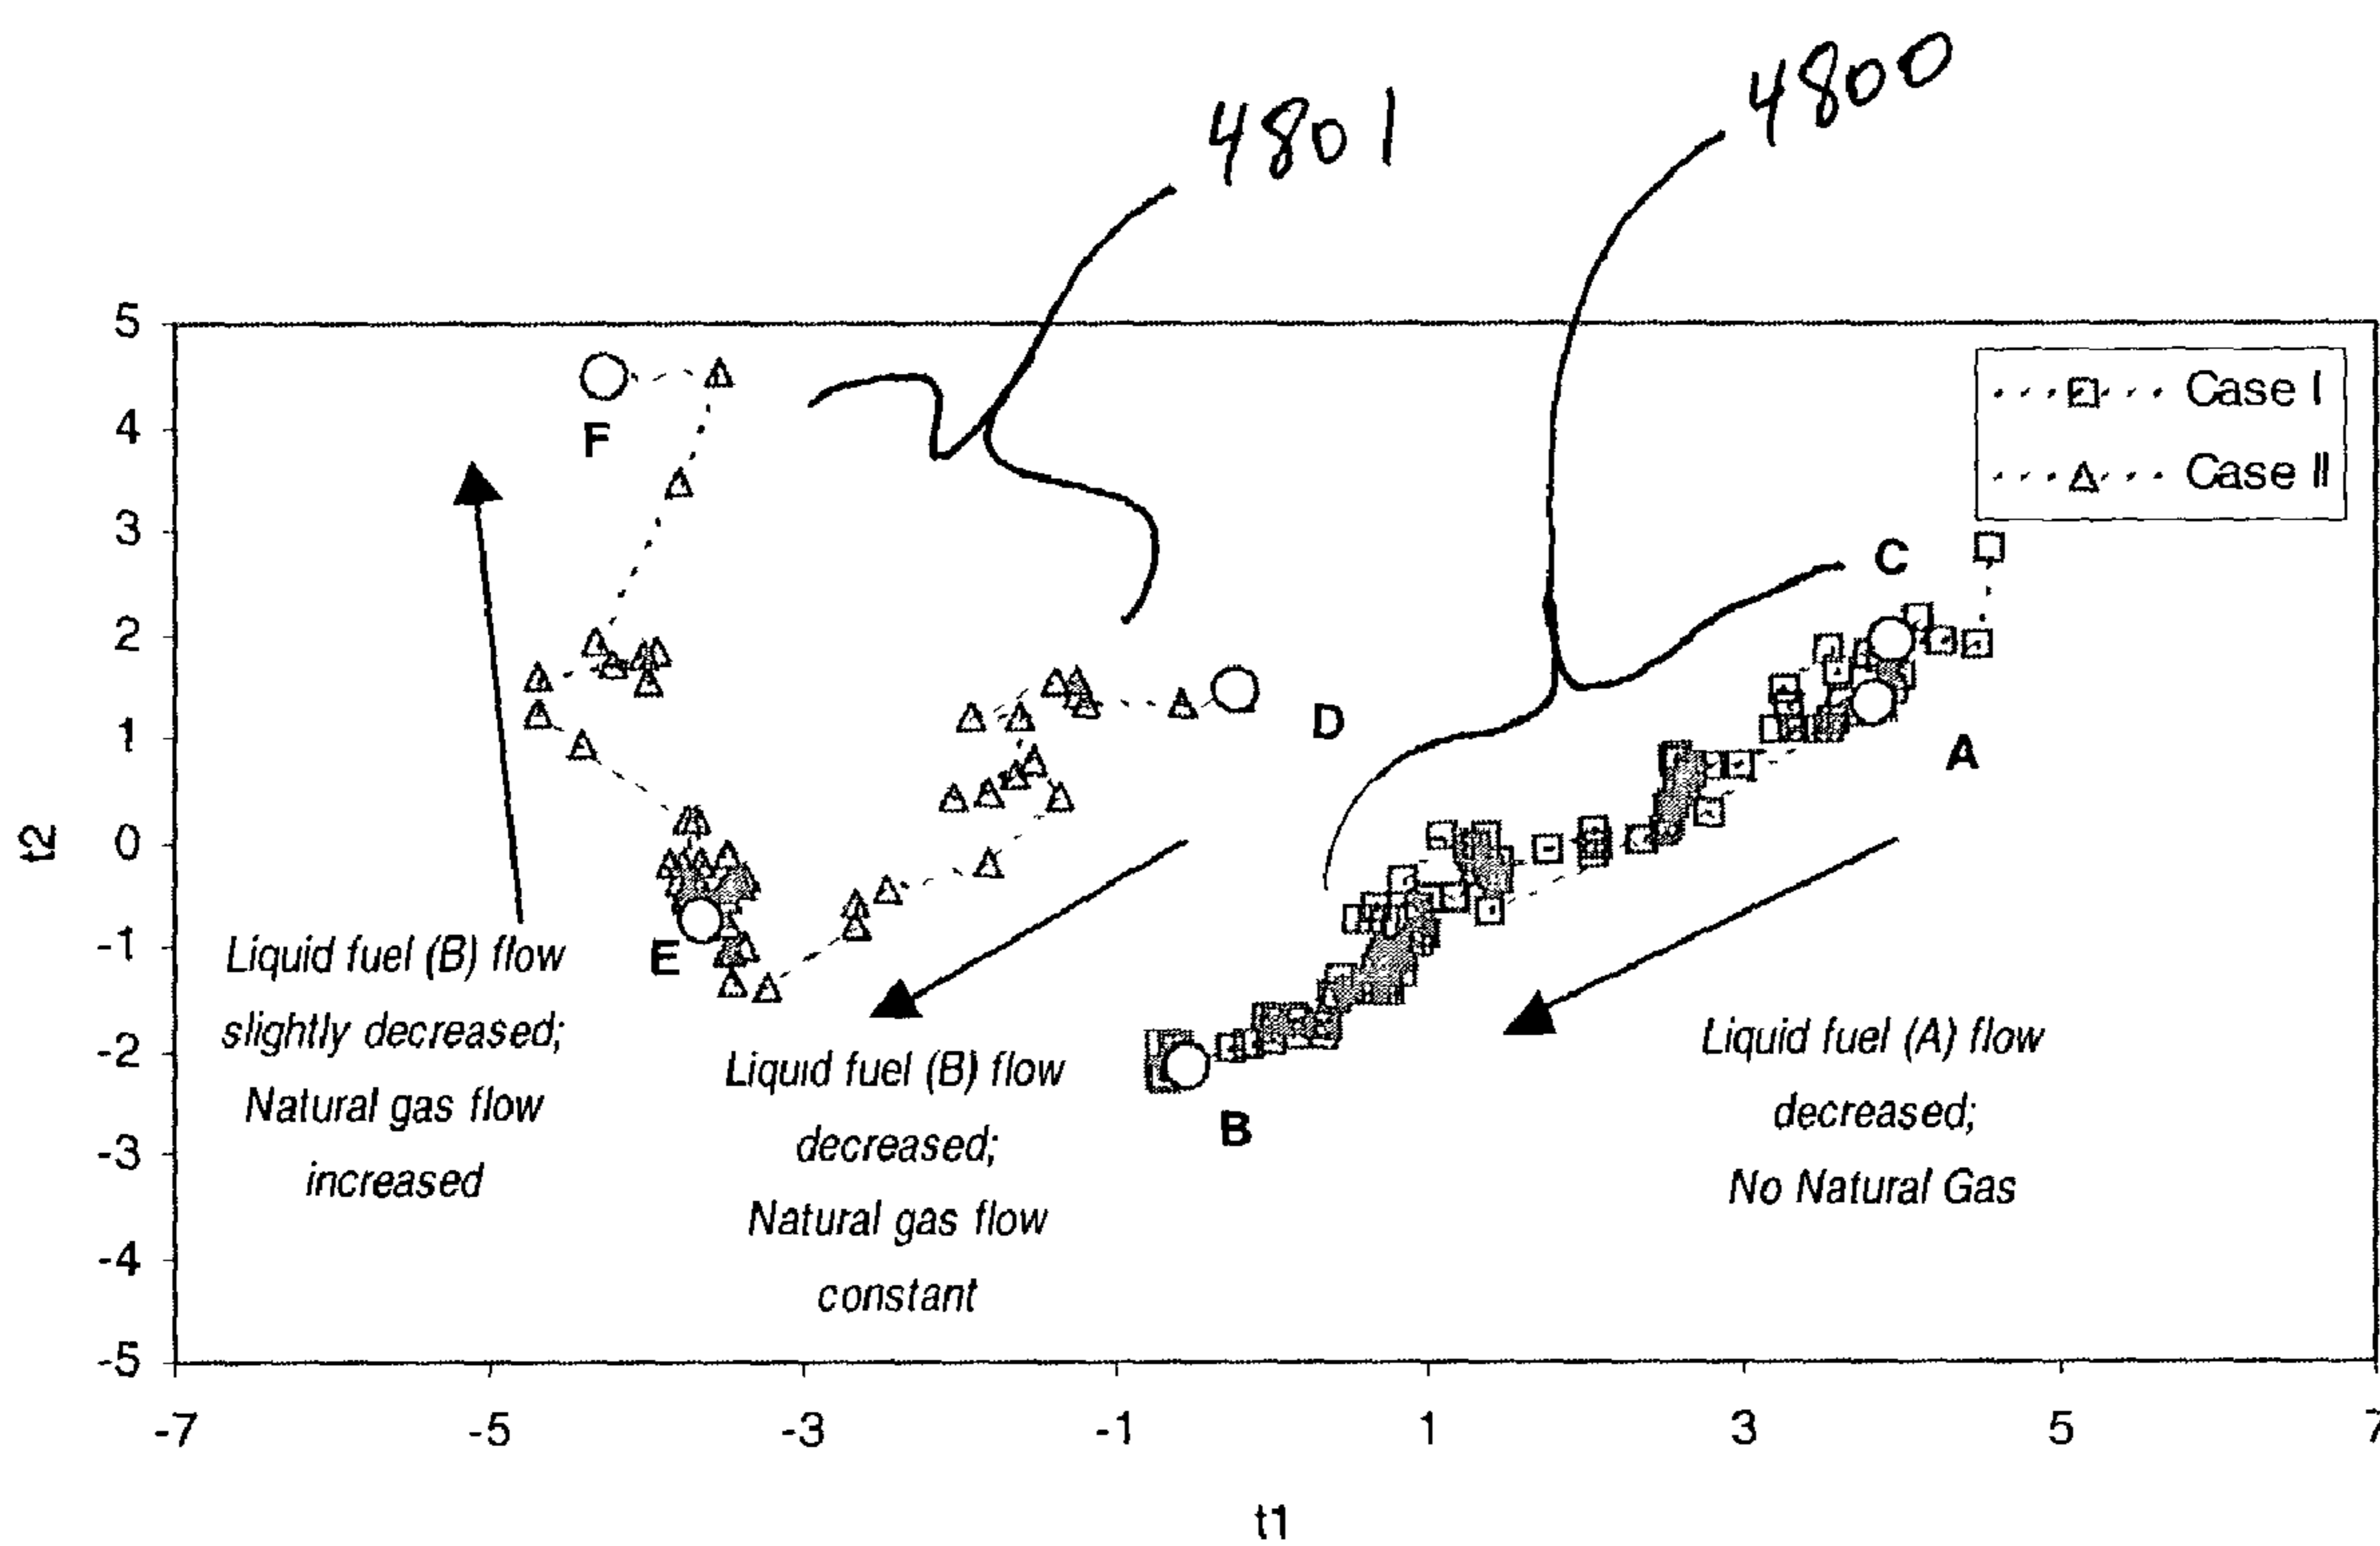 4801
4800
5
4
3
2
1
0
-1
-2
-3
-4
-5
t2
Case I
Case II
F
C
D
A
E
B
Liquid fuel (B) flow
slightly decreased;
Natural gas flow
increased
Liquid fuel (B) flow
decreased;
Natural gas flow
constant
Liquid fuel (A) flow
decreased;
No Natural Gas
-7
-5
-3
-1
1
3
5
7
t1